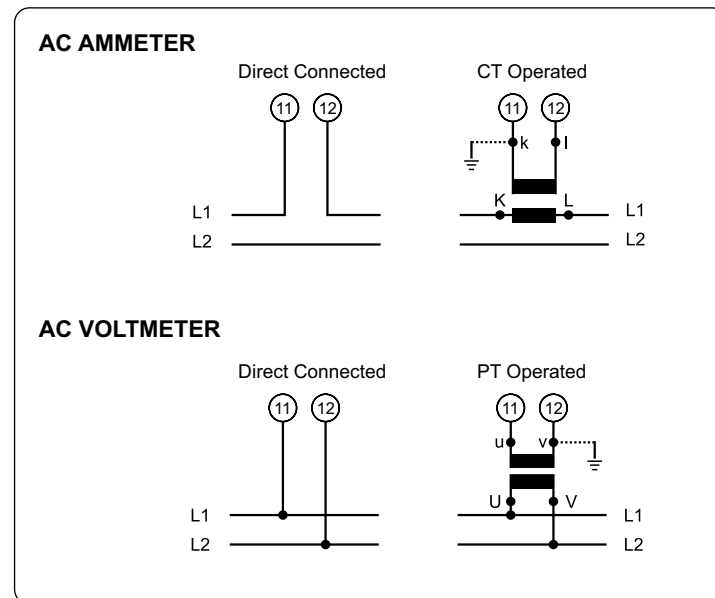 AC AMMETER
Direct Connected
CT Operated
11 12
11 12
k l
K L
L1
L2
L1
L2
AC VOLTMETER
Direct Connected
PT Operated
11 12
11 12
u v
U V
L1
L2
L1
L2